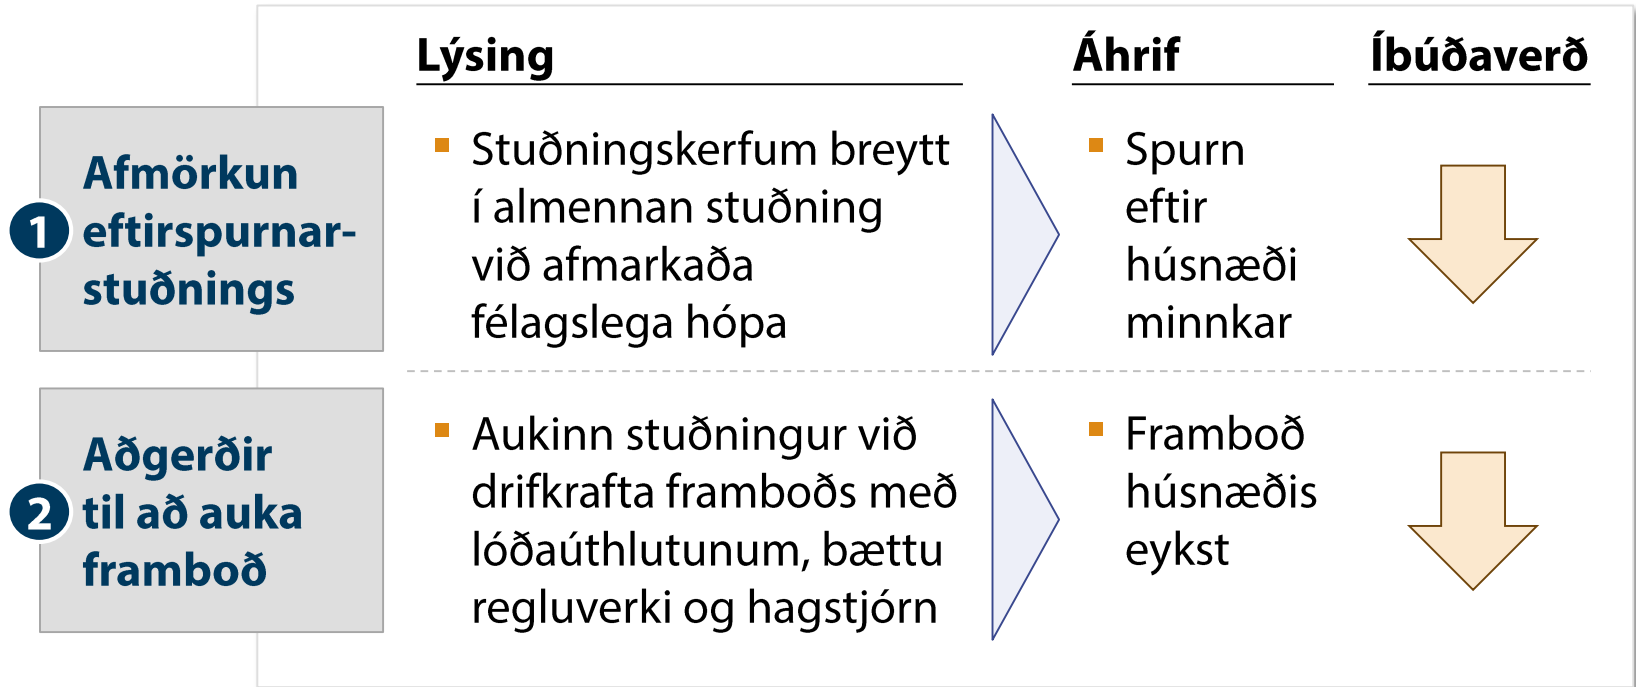 Lýsing
Áhrif
Íbúðaverð
1
Afmörkun
eftirspurnar-
stuðnings
Stuðningskerfum breytt
í almennan stuðning
við afmarkaða
félagslega hópa
Spurn
eftir
húsnæði
minnkar
2
Aðgerðir
til að auka
framboð
Aukinn stuðningur við
drifkrafta framboðs með
lóðaúthlutunum, bættu
regluverki og hagstjórn
Framboð
húsnæðis
eykst